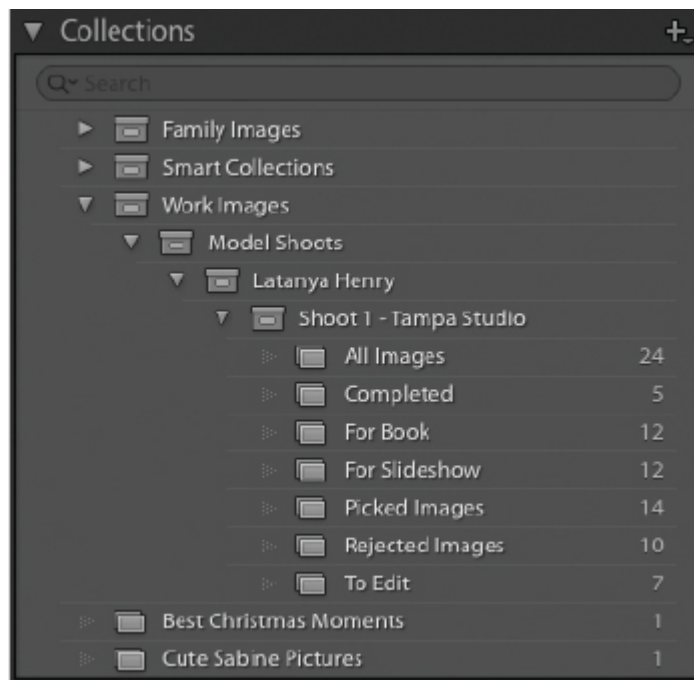 Collections
Search
Family Images
Smart Collections
Work Images
Model Shoots
Latanya Henry
Shoot 1 - Tampa Studio
All Images 24
Completed 5
For Book 12
For Slideshow 12
Picked Images 14
Rejected Images 10
To Edit 7
Best Christmas Moments 1
Cute Sabine Pictures 1